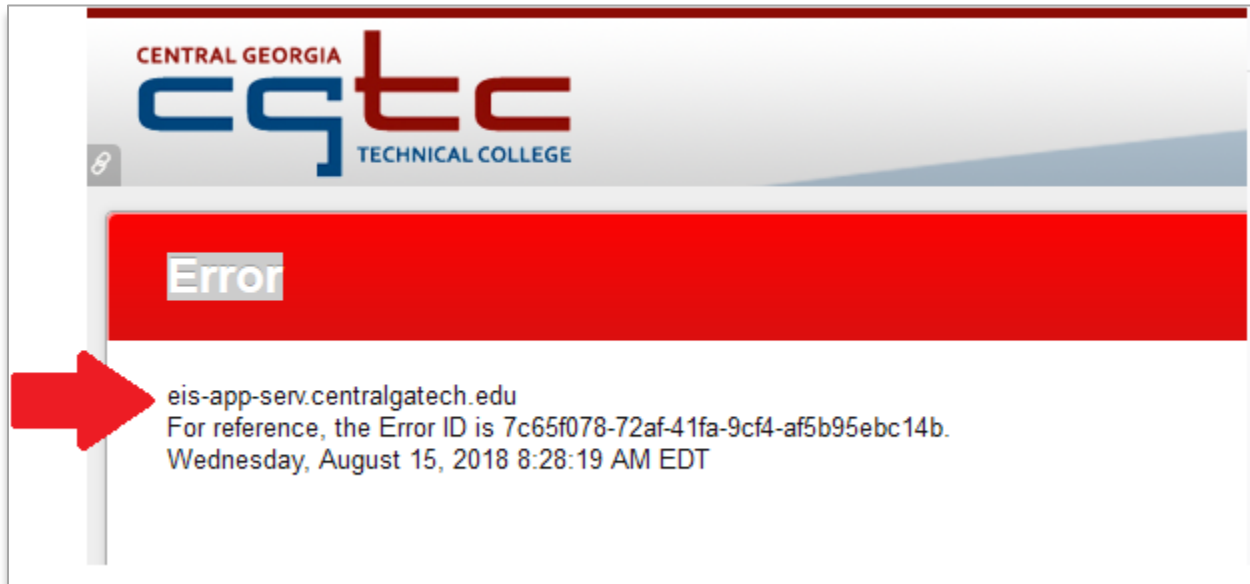 CENTRAL GEORGIA
cgtc
TECHNICAL COLLEGE
Error
eis-app-serv.centralgatech.edu
For reference, the Error ID is 7c65f078-72af-41fa-9cf4-af5b95ebc14b.
Wednesday, August 15, 2018 8:28:19 AM EDT